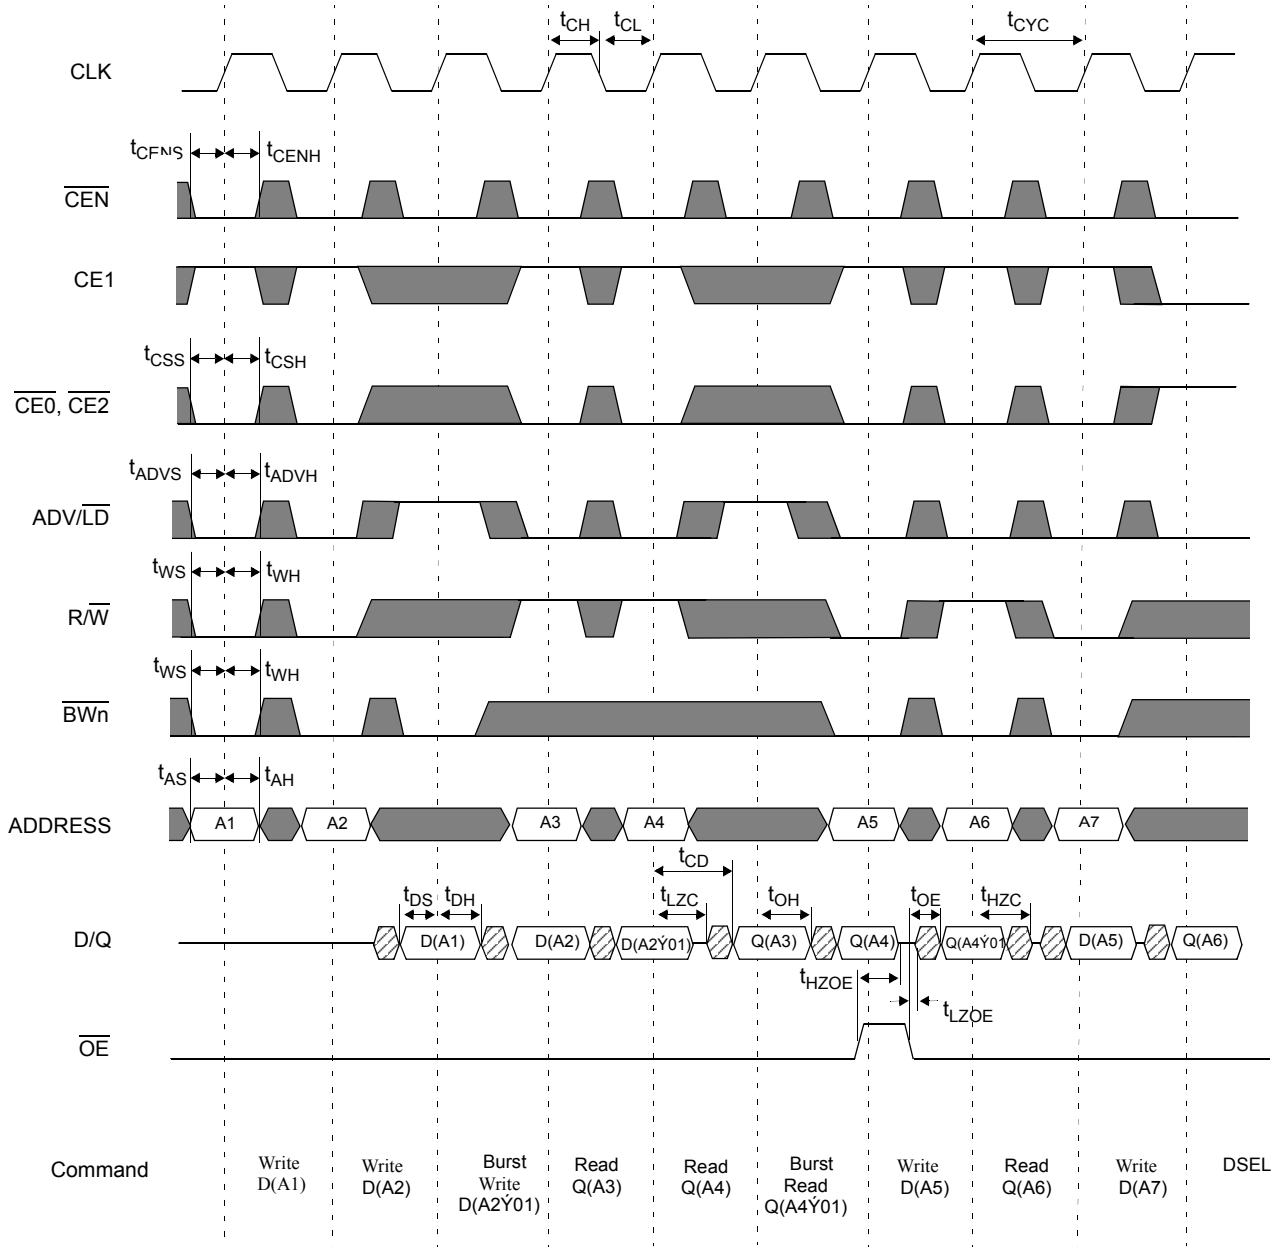 tCH tCL tCYC
CLK
tCENS tCENH
CEN
CE1
tCSS tCSH
CE0, CE2
tADVS tADVH
ADV/LD
tWS tWH
R/W
tWS tWH
BWn
tAS tAH
ADDRESS A1 A2 A3 A4 A5 A6 A7
tCD
tDS tDH tLZC tOH tOE tHZC
D/Q D(A1) D(A2) D(A2Ý01) Q(A3) Q(A4) Q(A4Ý01 D(A5) Q(A6)
tHZOE
tLZOE
OE
Command
Write
D(A1)
Write
D(A2)
Burst
Write
D(A2Ý01)
Read
Q(A3)
Read
Q(A4)
Burst
Read
Q(A4Ý01)
Write
D(A5)
Read
Q(A6)
Write
D(A7)
DSEL